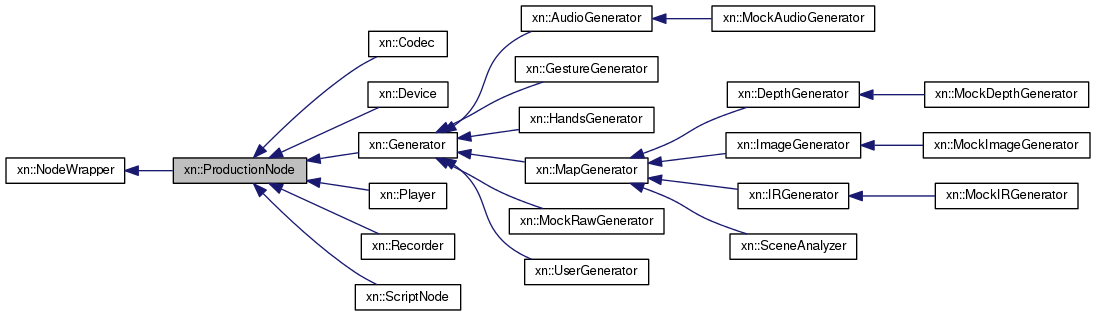 xn::NodeWrapper
xn::ProductionNode
xn::Codec
xn::Device
xn::Generator
xn::Player
xn::Recorder
xn::ScriptNode
xn::AudioGenerator
xn::GestureGenerator
xn::HandsGenerator
xn::MapGenerator
xn::MockRawGenerator
xn::UserGenerator
xn::MockAudioGenerator
xn::DepthGenerator
xn::ImageGenerator
xn::IRGenerator
xn::SceneAnalyzer
xn::MockDepthGenerator
xn::MockImageGenerator
xn::MockIRGenerator